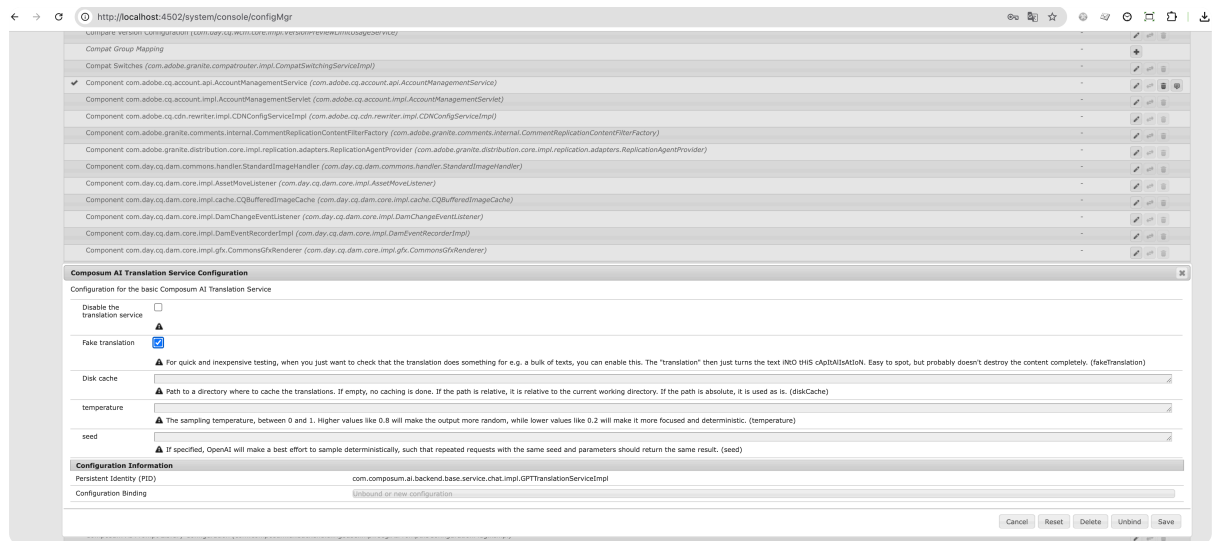 http://localhost:4502/system/console/configMgr
Compare Version Configuration (com.day.cq.wcm.core.impl.VersionPreviewLimitUsageService) -
Compat Group Mapping -
Compat Switches (com.adobe.granite.compatrouter.impl.CompatSwitchingServiceImpl) -
Component com.adobe.cq.account.api.AccountManagementService (com.adobe.cq.account.api.AccountManagementService) -
Component com.adobe.cq.account.impl.AccountManagementServlet (com.adobe.cq.account.impl.AccountManagementServlet) -
Component com.adobe.cq.cdn.rewriter.impl.CDNConfigServiceImpl (com.adobe.cq.cdn.rewriter.impl.CDNConfigServiceImpl) -
Component com.adobe.granite.comments.internal.CommentReplicationContentFilterFactory (com.adobe.granite.comments.internal.CommentReplicationContentFilterFactory) -
Component com.adobe.granite.distribution.core.impl.replication.adapters.ReplicationAgentProvider (com.adobe.granite.distribution.core.impl.replication.adapters.ReplicationAgentProvider) -
Component com.day.cq.dam.commons.handler.StandardImageHandler (com.day.cq.dam.commons.handler.StandardImageHandler) -
Component com.day.cq.dam.core.impl.AssetMoveListener (com.day.cq.dam.core.impl.AssetMoveListener) -
Component com.day.cq.dam.core.impl.cache.CQBufferedImageCache (com.day.cq.dam.core.impl.cache.CQBufferedImageCache) -
Component com.day.cq.dam.core.impl.DamChangeEventListener (com.day.cq.dam.core.impl.DamChangeEventListener) -
Component com.day.cq.dam.core.impl.DamEventRecorderImpl (com.day.cq.dam.core.impl.DamEventRecorderImpl) -
Component com.day.cq.dam.core.impl.gfx.CommonsGfxRenderer (com.day.cq.dam.core.impl.gfx.CommonsGfxRenderer) -
Composum AI Translation Service Configuration
Configuration for the basic Composum AI Translation Service
Disable the
translation service
Fake translation
For quick and inexpensive testing, when you just want to check that the translation does something for e.g. a bulk of texts, you can enable this. The "translation" then just turns the text iNtO tHiS cApItAlIsAtIoN. Easy to spot, but probably doesn't destroy the content completely. (fakeTranslation)
Disk cache
Path to a directory where to cache the translations. If empty, no caching is done. If the path is relative, it is relative to the current working directory. If the path is absolute, it is used as is. (diskCache)
temperature
The sampling temperature, between 0 and 1. Higher values like 0.8 will make the output more random, while lower values like 0.2 will make it more focused and deterministic. (temperature)
seed
If specified, OpenAI will make a best effort to sample deterministically, such that repeated requests with the same seed and parameters should return the same result. (seed)
Configuration Information
Persistent Identity (PID) com.composum.ai.backend.base.service.chat.impl.GPTTranslationServiceImpl
Configuration Binding Unbound or new configuration
Cancel Reset Delete Unbind Save